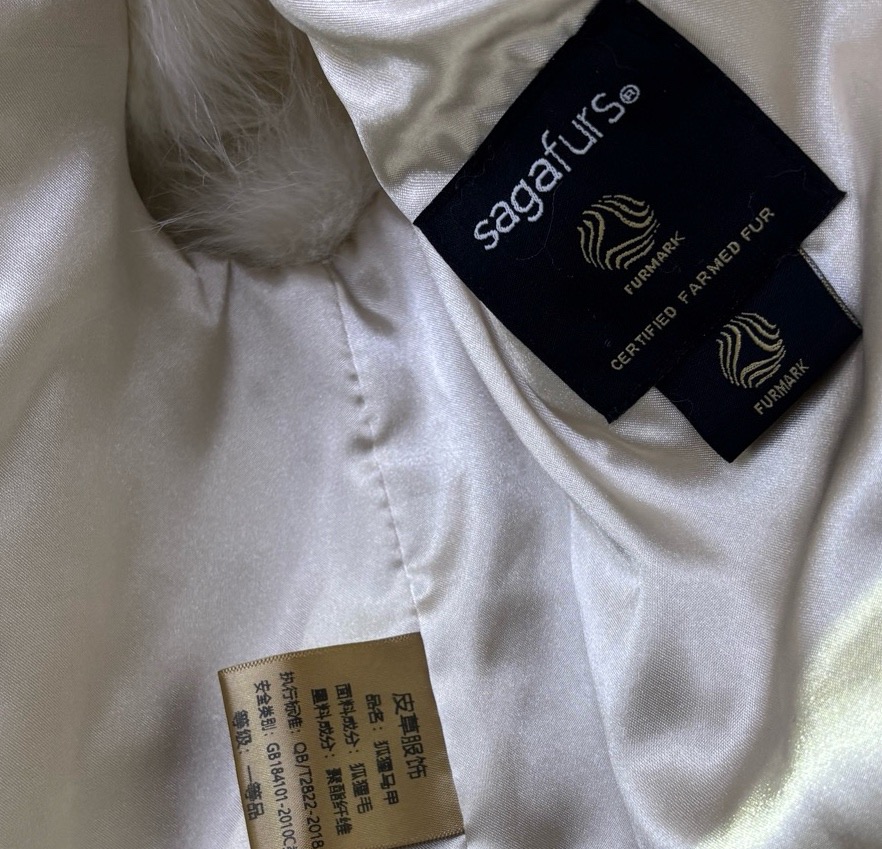 sagafurs®
FURMARK
CERTIFIED FARMED FUR
FURMARK
皮草服饰
品名：狐狸马甲
面料成分：狐狸毛
里料成分：聚酯纤维
执行标准：QB/T2822-2018
安全类别：GB184101-2010C
等级：一等品